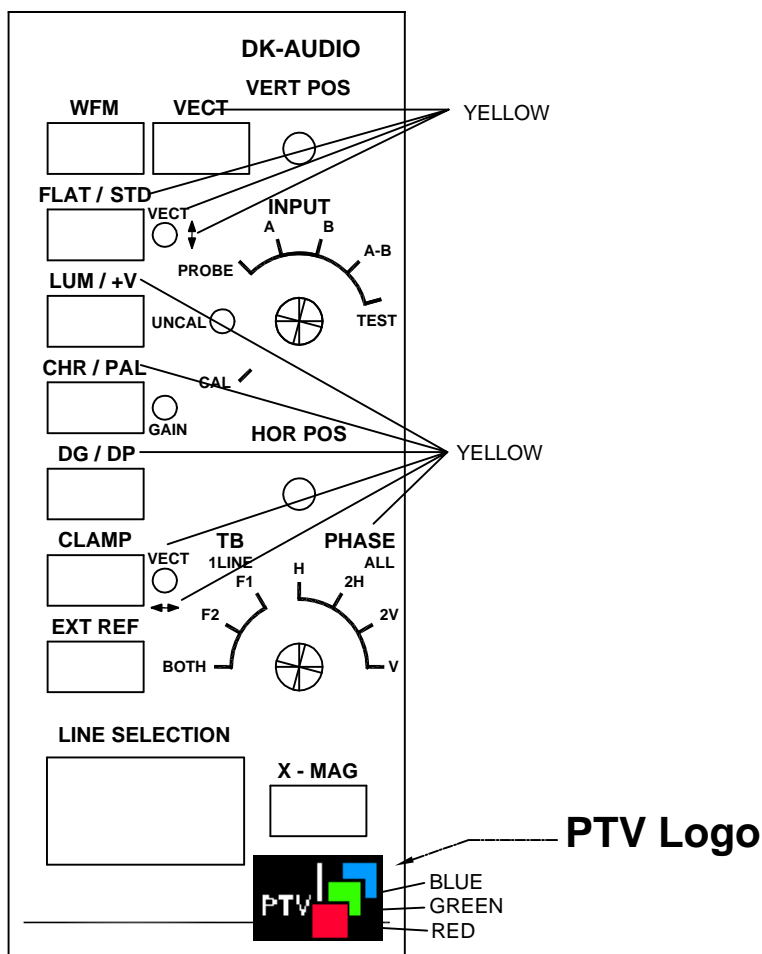 DK-AUDIO
VERT POS
WFM VECT
YELLOW
FLAT / STD
VECT
INPUT
A B
A-B
PROBE
LUM / +V
UNCAL
TEST
CHR / PAL
CAL
GAIN
HOR POS
YELLOW
DG / DP
CLAMP
VECT
TB
1LINE
PHASE
ALL
F1
H
2H
F2
2V
EXT REF
BOTH
V
LINE SELECTION
X - MAG
PTV Logo
PTV
BLUE
GREEN
RED